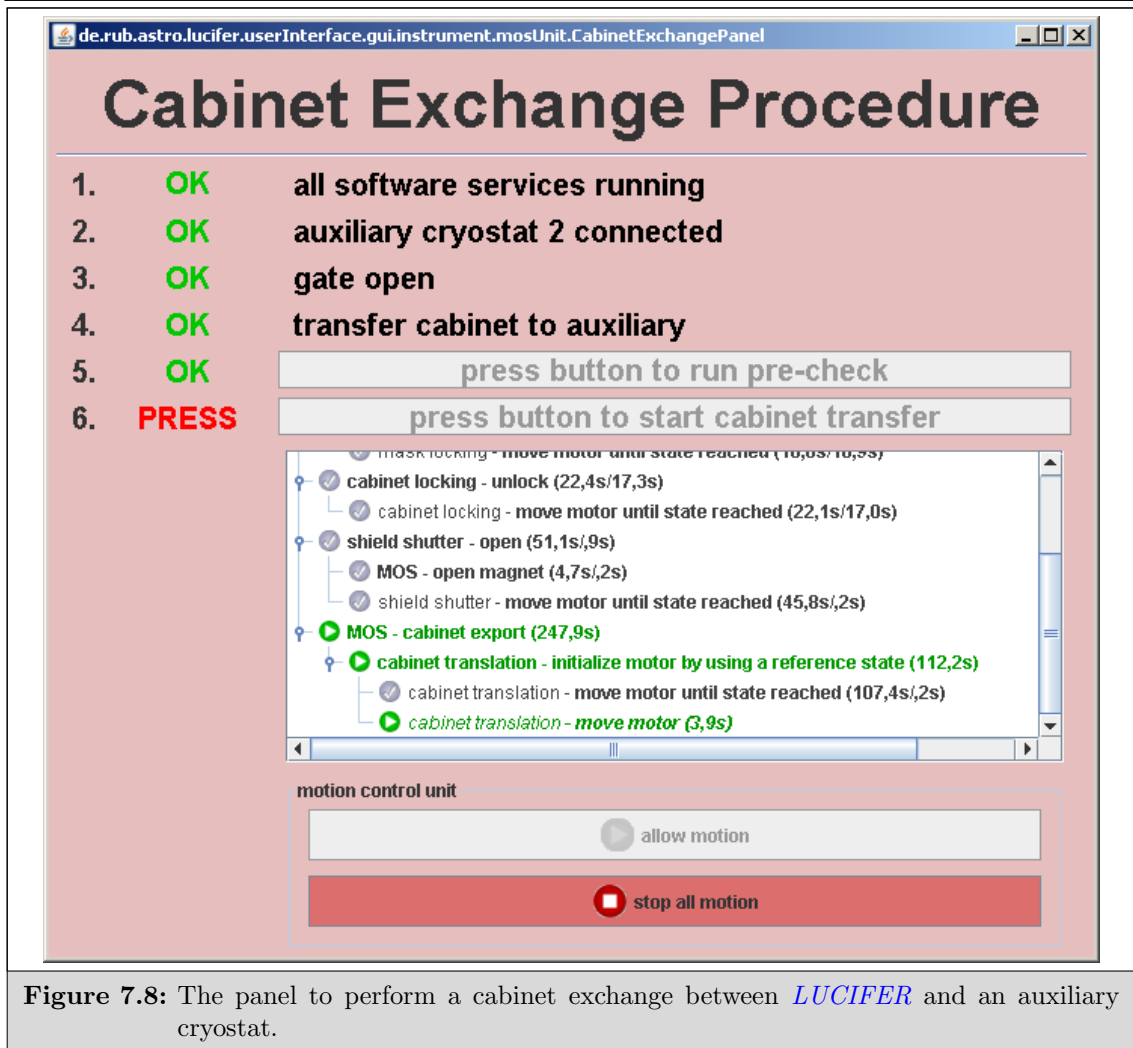 de.rub.astro.lucifer.userInterface.gui.instrument.mosUnit.CabinetExchangePanel
Cabinet Exchange Procedure
1. OK all software services running
2. OK auxiliary cryostat 2 connected
3. OK gate open
4. OK transfer cabinet to auxiliary
5. OK press button to run pre-check
6. PRESS press button to start cabinet transfer
mask locking - move motor until state reached
cabinet locking - unlock (22,4s/17,3s)
cabinet locking - move motor until state reached (22,1s/17,0s)
shield shutter - open (51,1s/,9s)
MOS - open magnet (4,7s/,2s)
shield shutter - move motor until state reached (45,8s/,2s)
MOS - cabinet export (247,9s)
cabinet translation - initialize motor by using a reference state (112,2s)
cabinet translation - move motor until state reached (107,4s/,2s)
cabinet translation - move motor (3,9s)
motion control unit
allow motion
stop all motion
Figure 7.8: The panel to perform a cabinet exchange between LUCIFER and an auxiliary
cryostat.